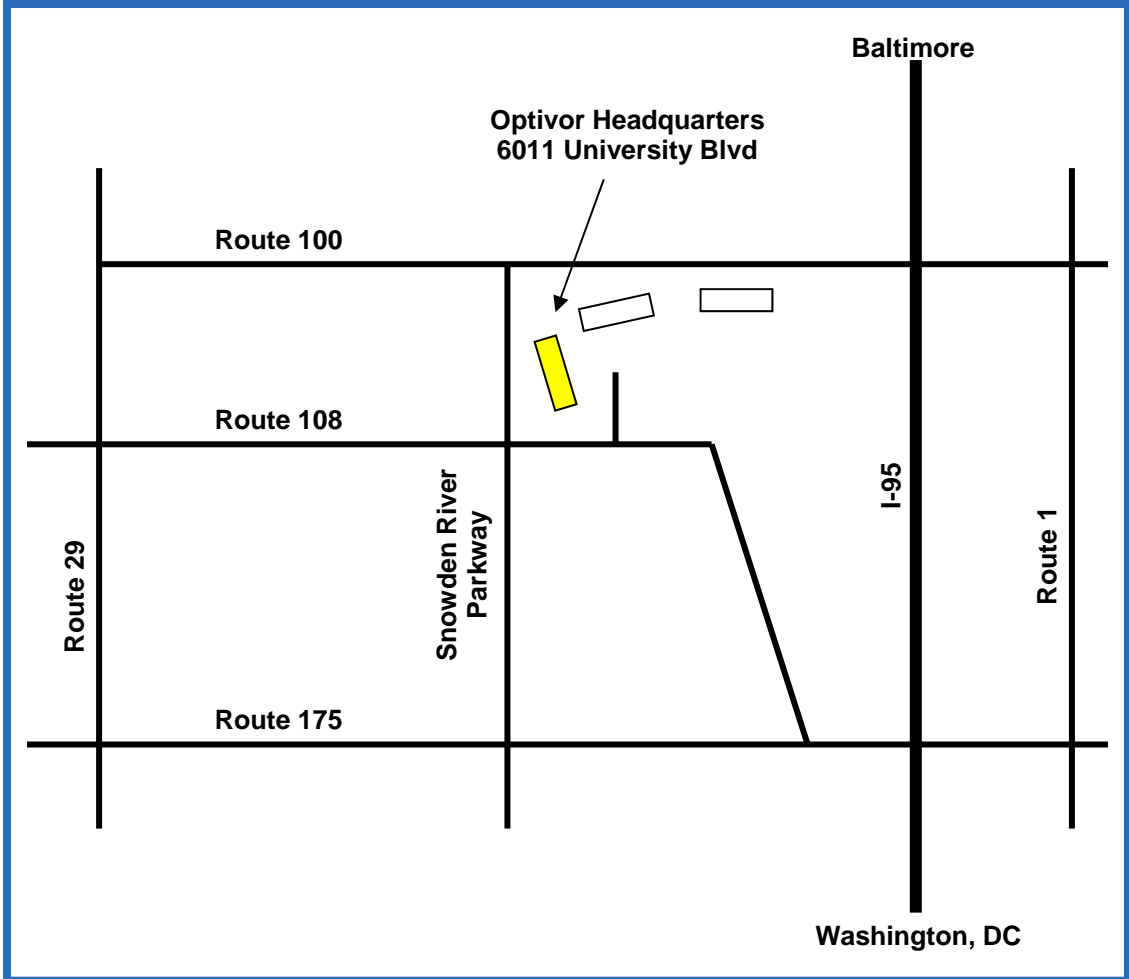 Baltimore
Optivor Headquarters
6011 University Blvd
Route 100
Route 108
I-95
Snowden River
Parkway
Route 1
Route 29
Route 175
Washington, DC